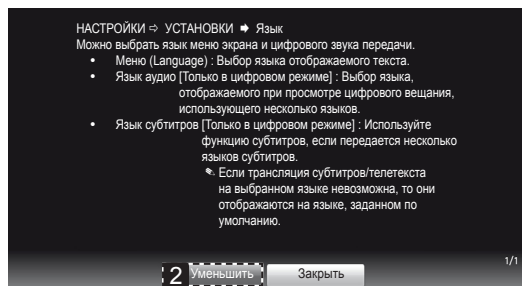 НАСТРОЙКИ ⇨ УСТАНОВКИ ➡ Язык
Можно выбрать язык меню экрана и цифрового звука передачи.
• Меню (Language) : Выбор языка отображаемого текста.
• Язык аудио [Только в цифровом режиме] : Выбор языка,
отображаемого при просмотре цифрового вещания,
использующего несколько языков.
• Язык субтитров [Только в цифровом режиме] : Используйте
функцию субтитров, если передается несколько
языков субтитров.
✎ Если трансляция субтитров/телетекста
на выбранном языке невозможна, то они
отображаются на языке, заданном по
умолчанию.
1/1
2 Уменьшить Закрыть